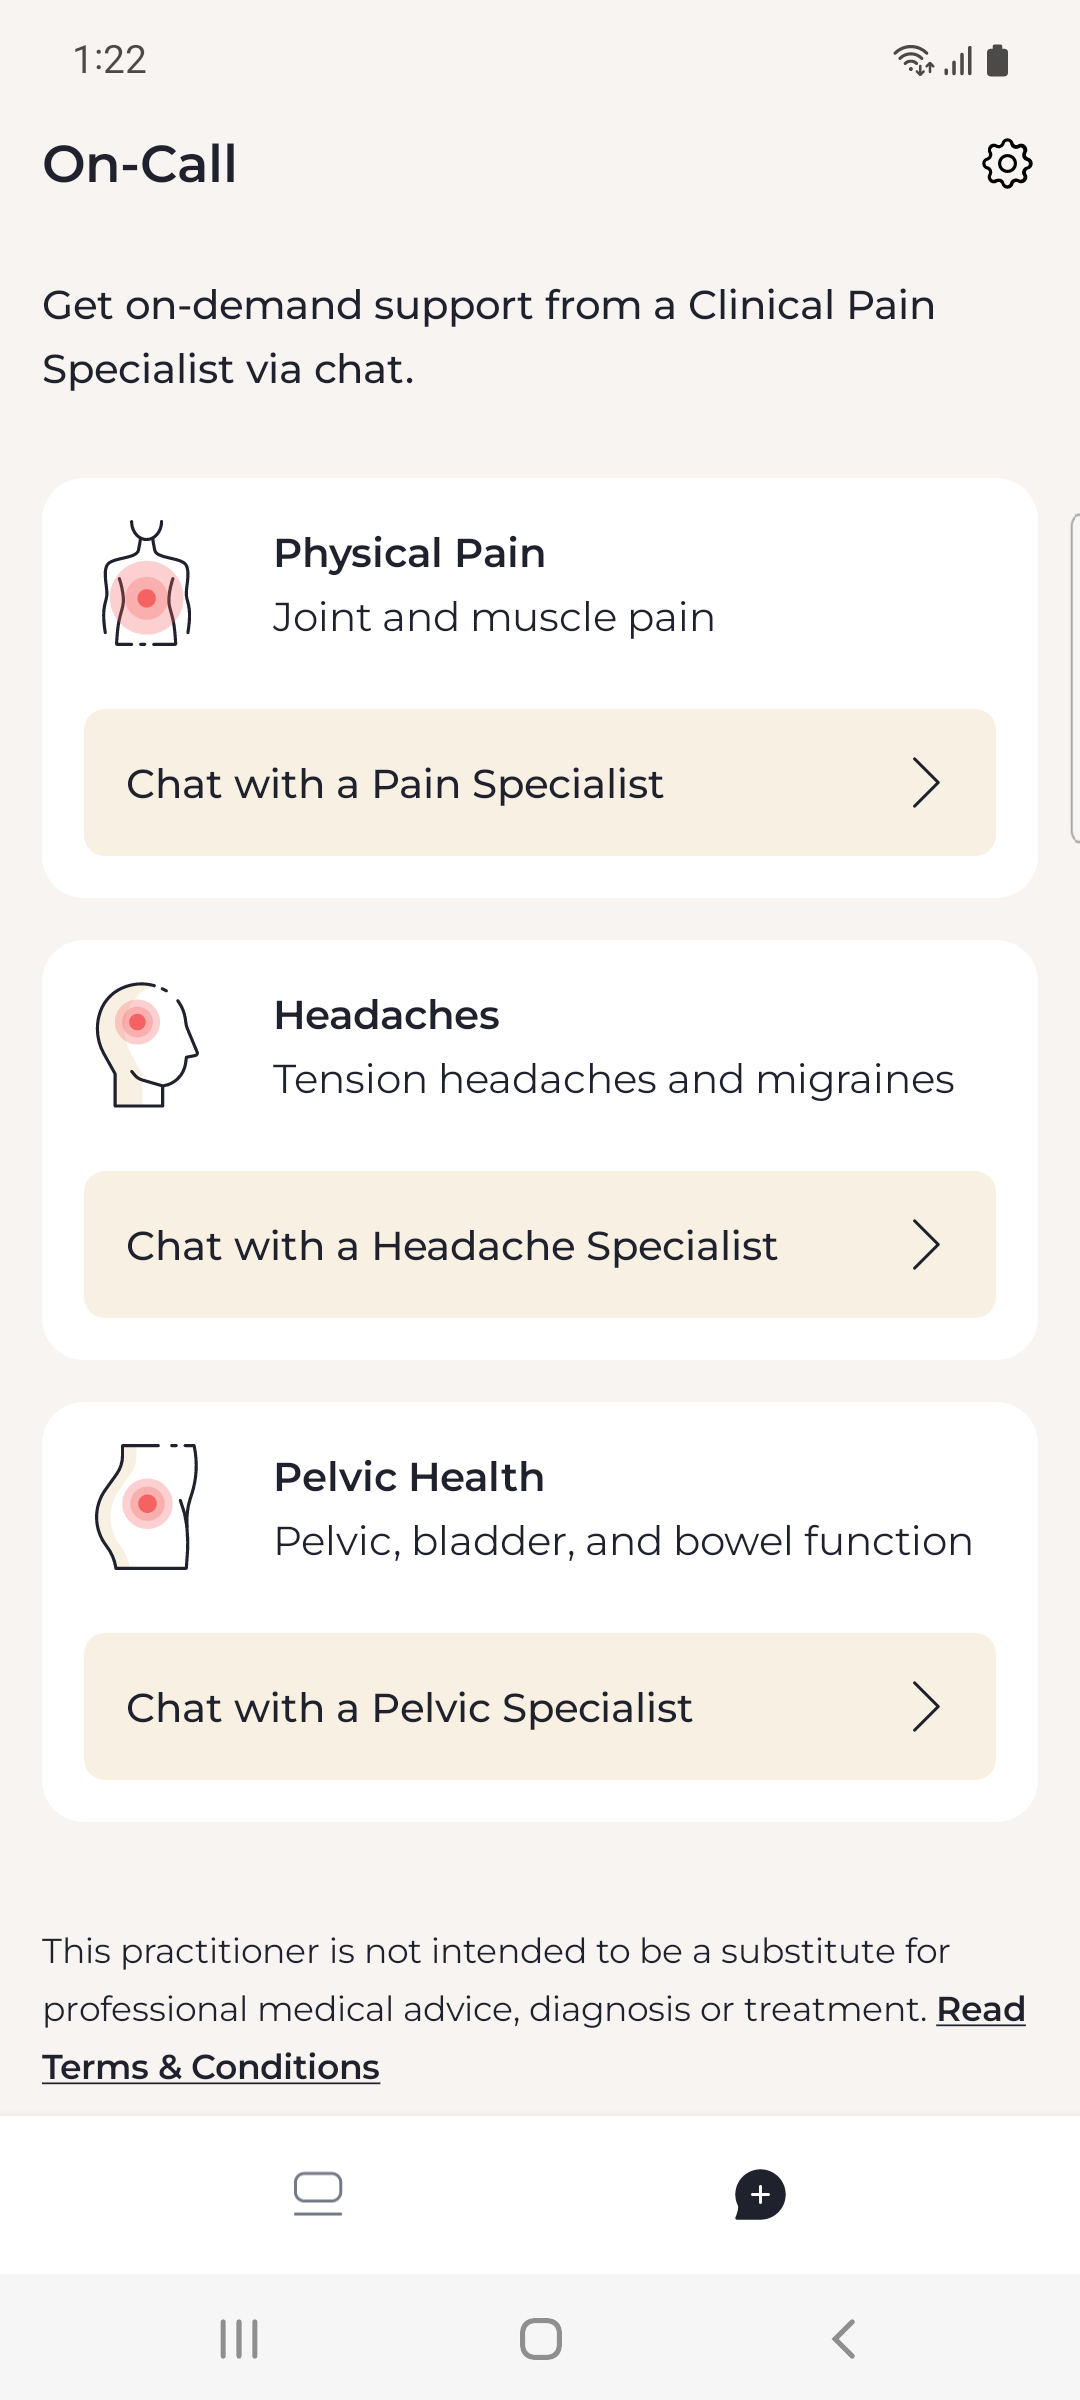 1:22
On-Call
Get on-demand support from a Clinical Pain
Specialist via chat.
Physical Pain
Joint and muscle pain
Chat with a Pain Specialist
Headaches
Tension headaches and migraines
Chat with a Headache Specialist
Pelvic Health
Pelvic, bladder, and bowel function
Chat with a Pelvic Specialist
This practitioner is not intended to be a substitute for
professional medical advice, diagnosis or treatment. Read
Terms & Conditions